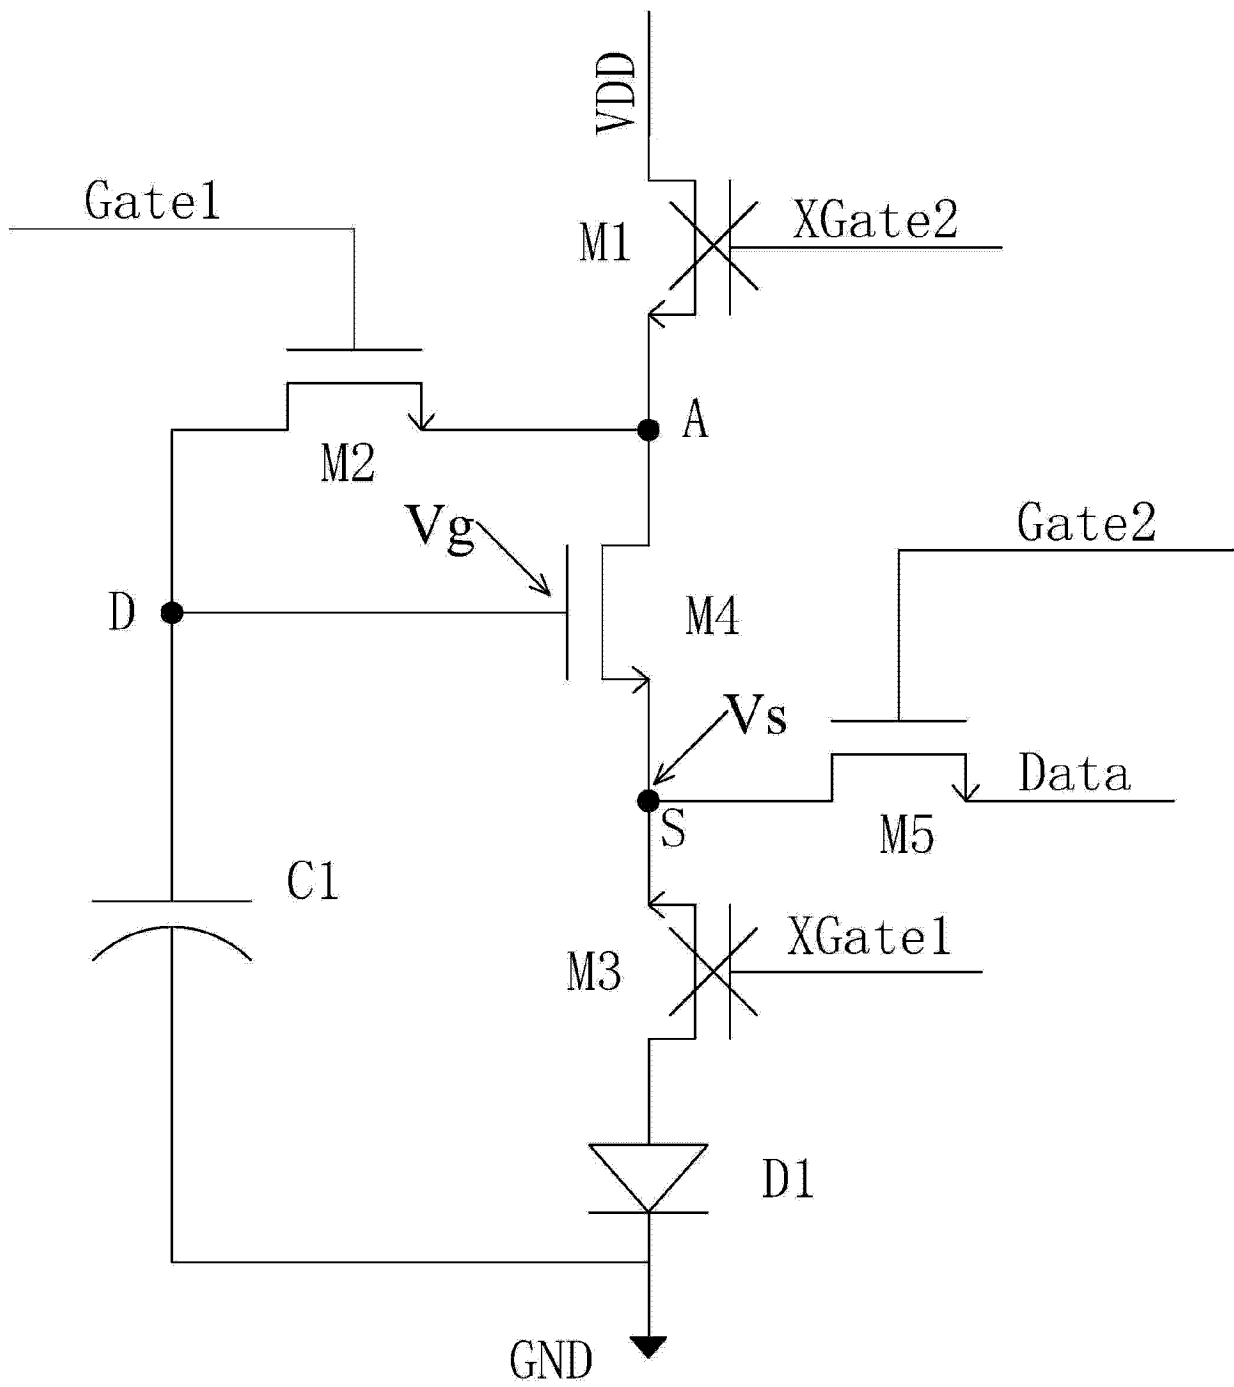 VDD
Gate1
XGate2
M1
A
M2
Vg
Gate2
D
M4
Vs
Data
S
M5
C1
XGate1
M3
D1
GND